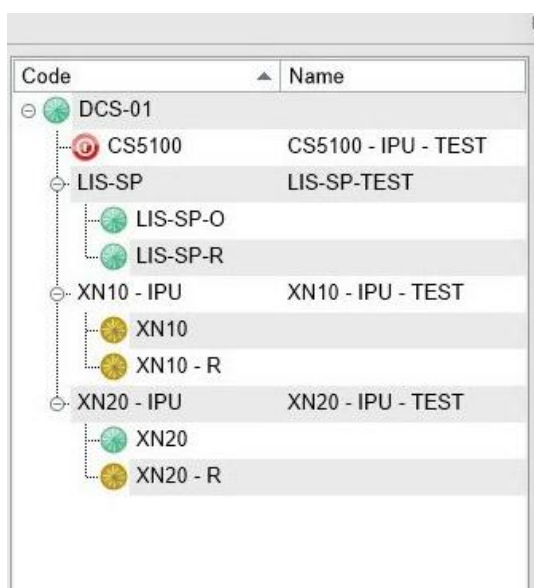 Code Name
DCS-01
CS5100 CS5100 - IPU - TEST
LIS-SP LIS-SP-TEST
LIS-SP-O
LIS-SP-R
XN10 - IPU XN10 - IPU - TEST
XN10
XN10 - R
XN20 - IPU XN20 - IPU - TEST
XN20
XN20 - R